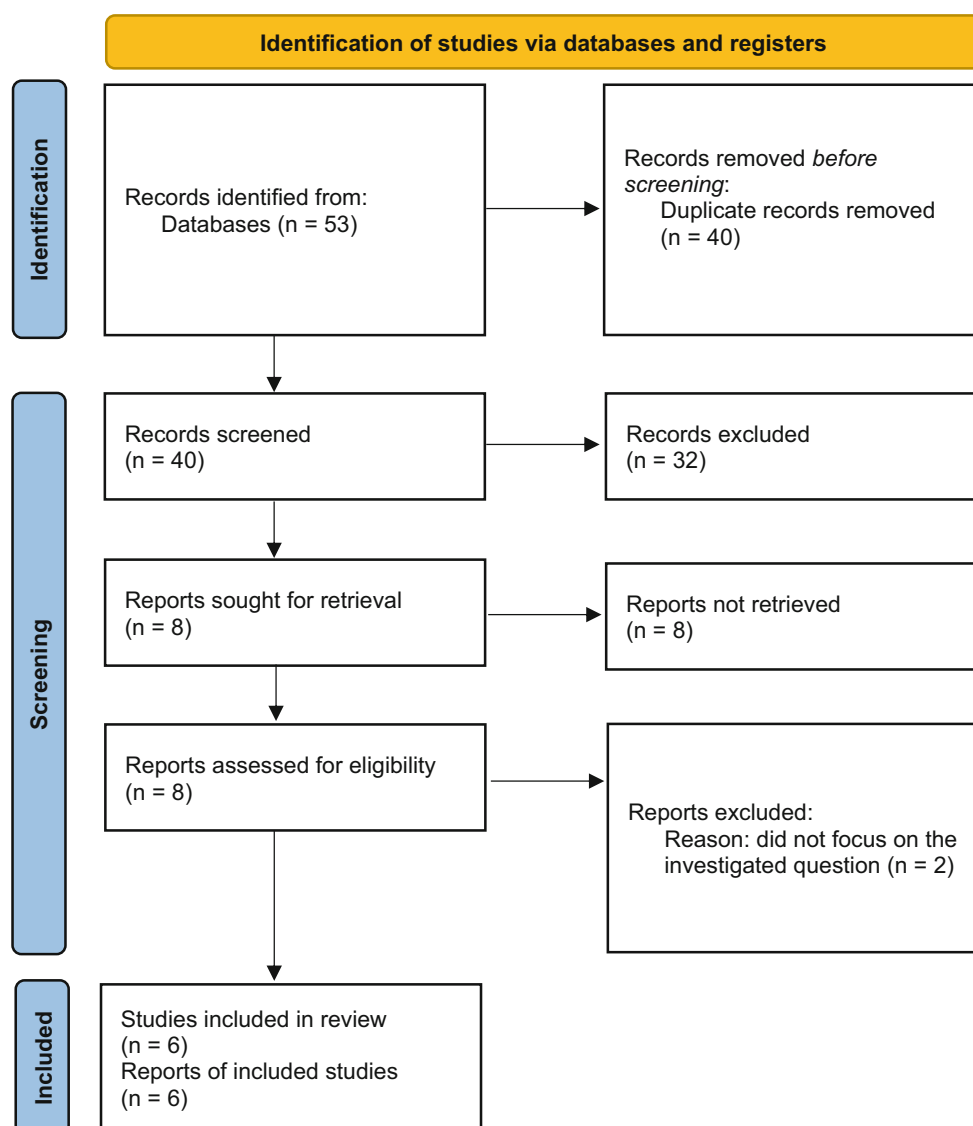 Identification of studies via databases and registers
Identification
Records identified from:
Databases (n = 53)
Records removed before
screening:
Duplicate records removed
(n = 40)
Screening
Records screened
(n = 40)
Records excluded
(n = 32)
Reports sought for retrieval
(n = 8)
Reports not retrieved
(n = 8)
Reports assessed for eligibility
(n = 8)
Reports excluded:
Reason: did not focus on the
investigated question (n = 2)
Included
Studies included in review
(n = 6)
Reports of included studies
(n = 6)